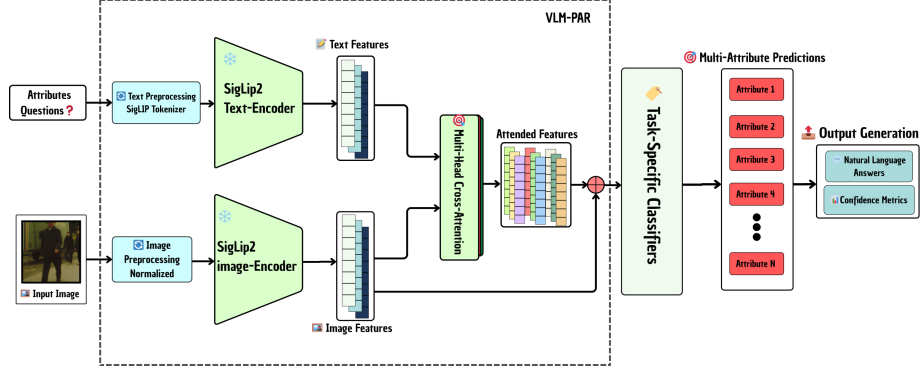 VLM-PAR
Attributes
Questions❓
Text Preprocessing
SigLIP Tokenizer
SigLip2
Text-Encoder
Text Features
Multi-Head
Cross-Attention
Attended Features
Input Image
Image
Preprocessing
Normalized
SigLip2
image-Encoder
Image Features
Task-Specific Classifiers
Multi-Attribute Predictions
Attribute 1
Attribute 2
Attribute 3
Attribute 4
Attribute N
Output Generation
Natural Language
Answers
Confidence Metrics